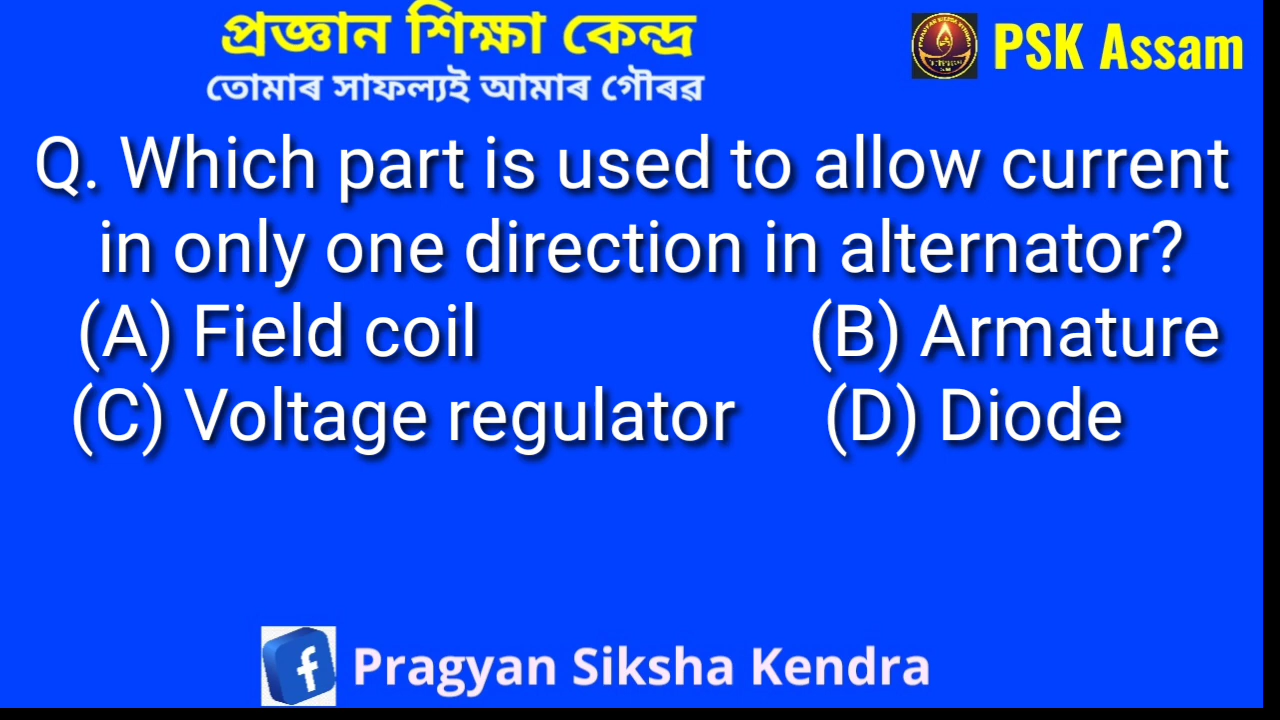 প্ৰজ্ঞান শিক্ষা কেন্দ্ৰ
PSK Assam
তোমাৰ সাফল্যই আমাৰ গৌৰৱ
Q. Which part is used to allow current
in only one direction in alternator?
(A) Field coil (B) Armature
(C) Voltage regulator (D) Diode
Pragyan Siksha Kendra